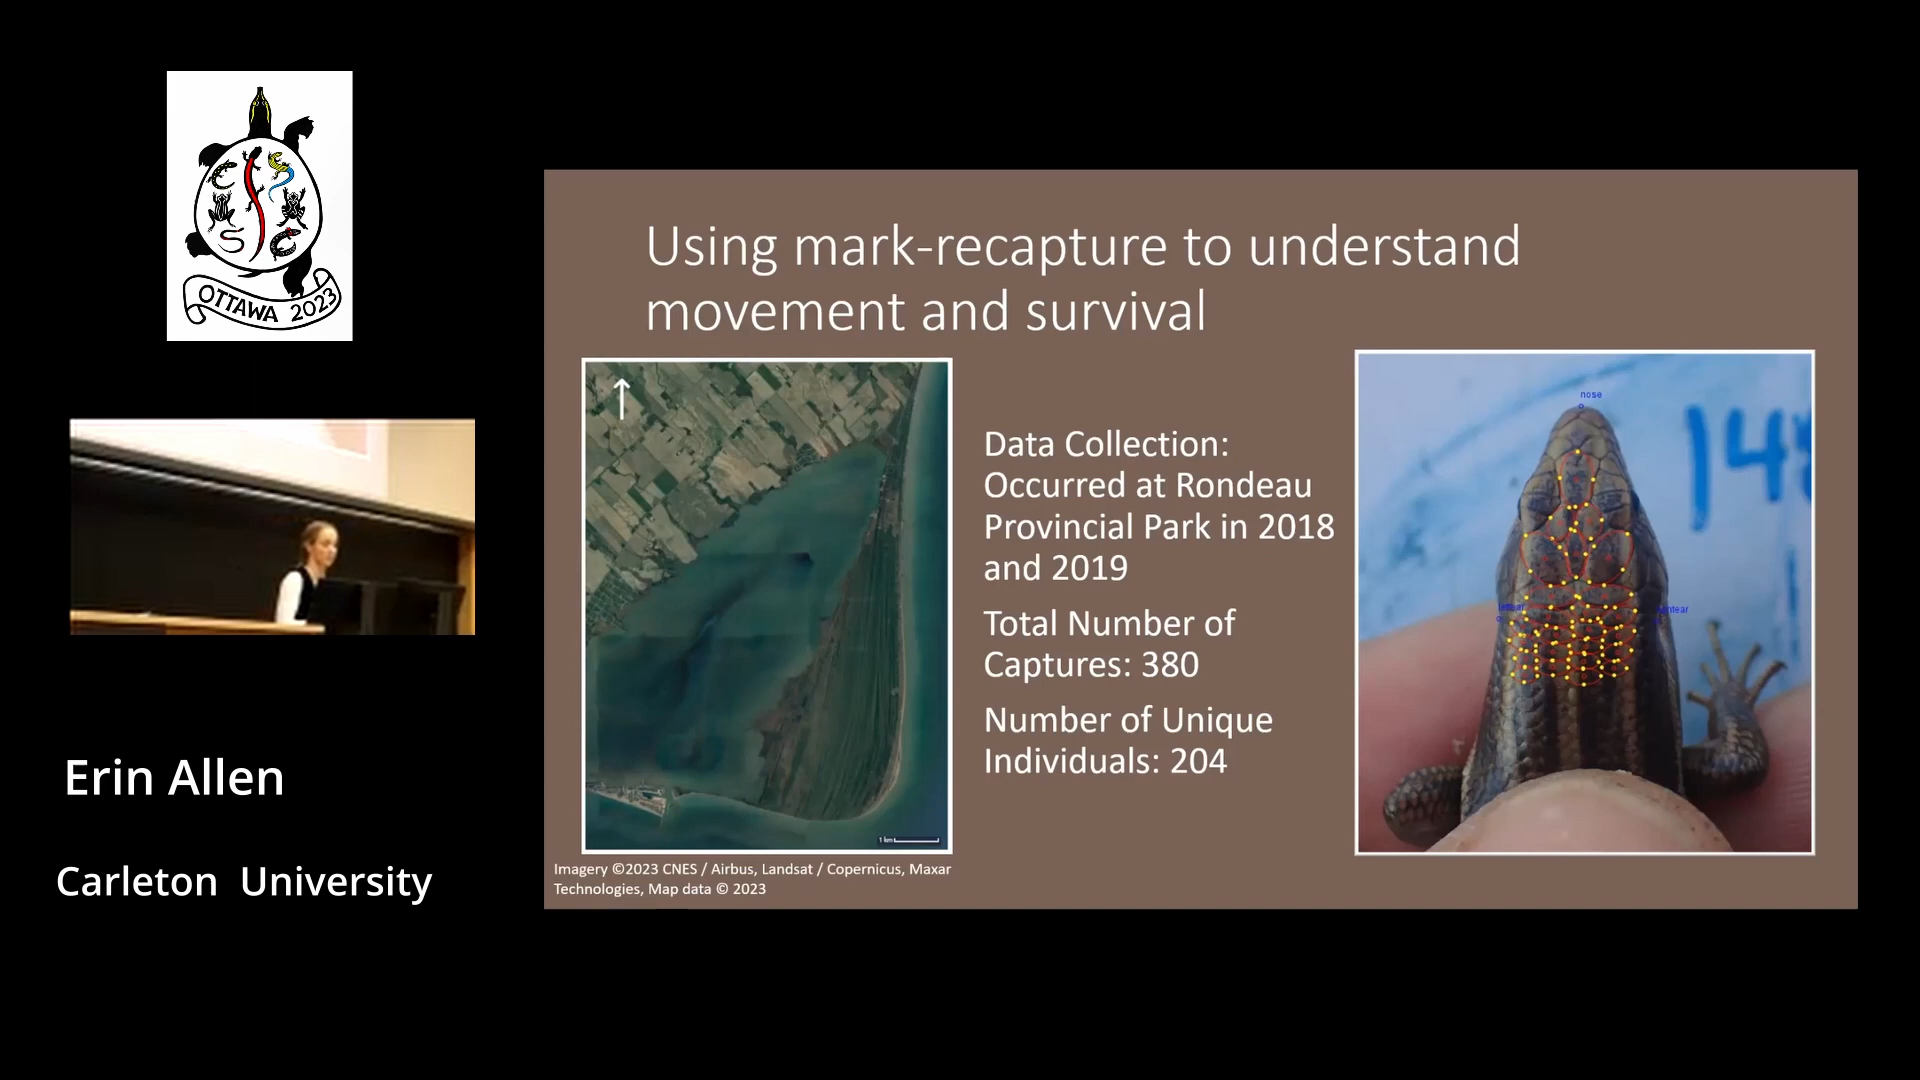 OTTAWA 2023
Erin Allen
Carleton University
Using mark-recapture to understand
movement and survival
Data Collection:
Occurred at Rondeau
Provincial Park in 2018
and 2019
Total Number of
Captures: 380
Number of Unique
Individuals: 204
1 km
Imagery ©2023 CNES / Airbus, Landsat / Copernicus, Maxar
Technologies, Map data © 2023
nose